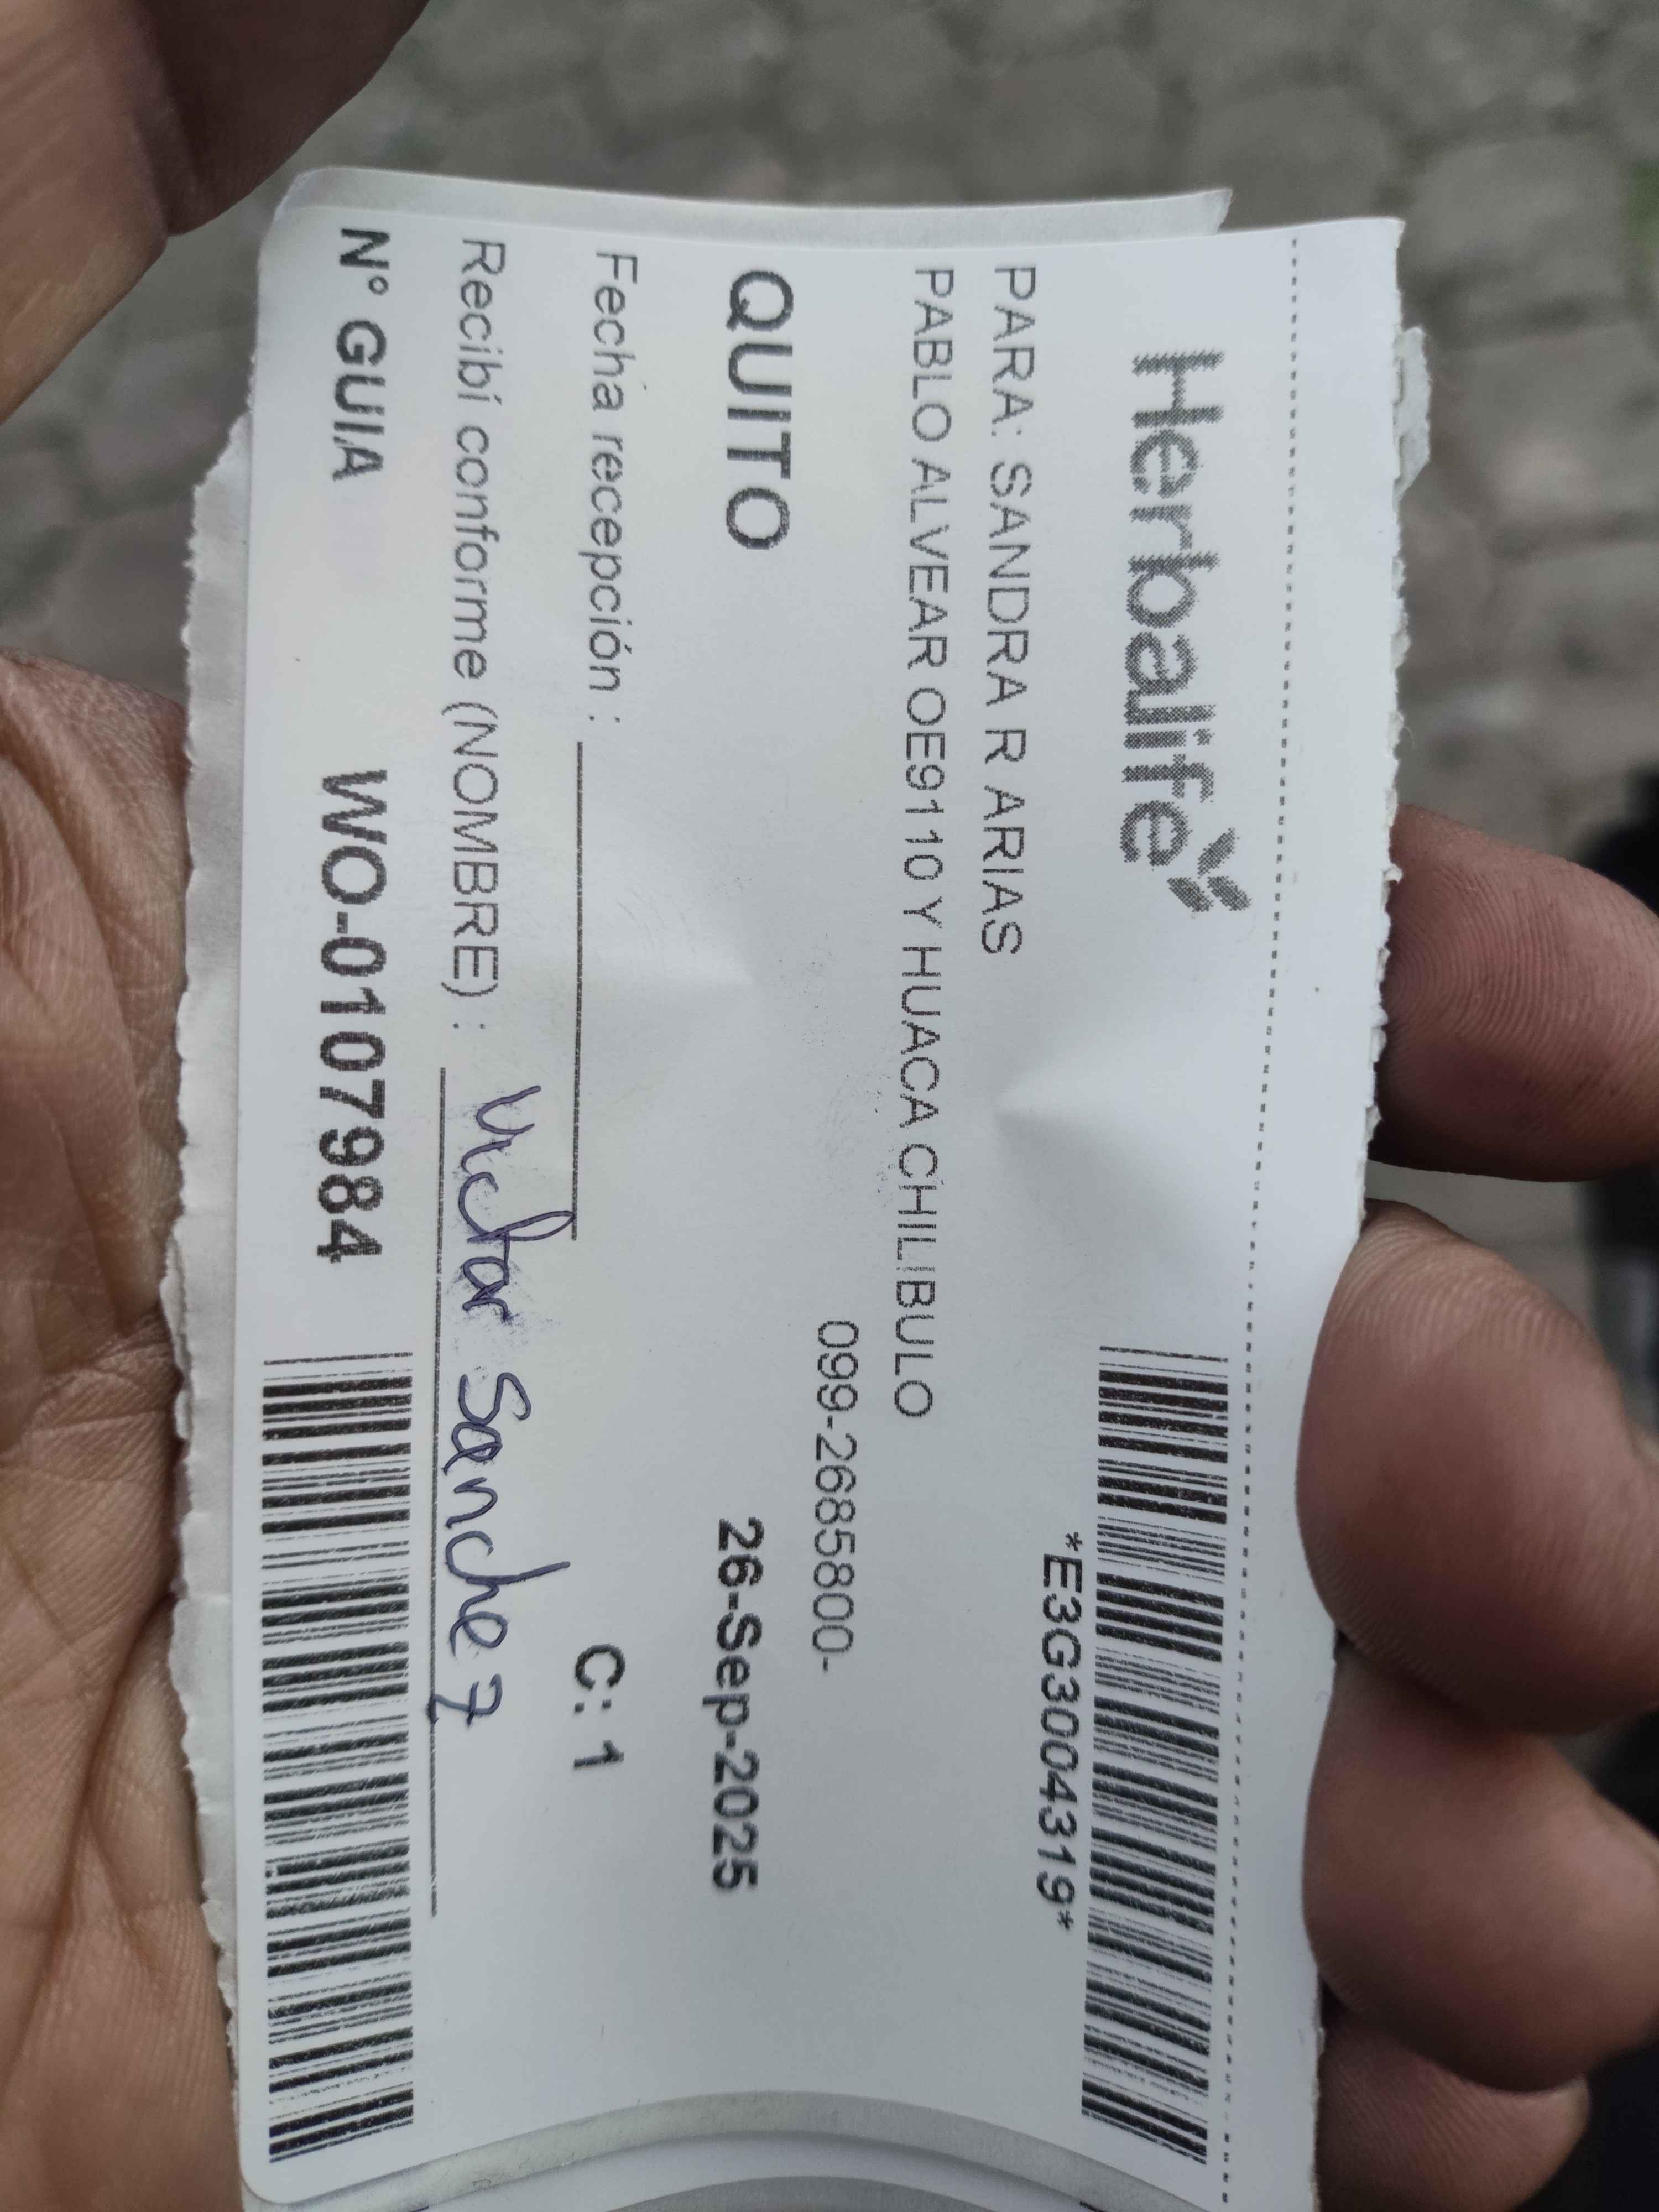 Herbalife
*E3G3004319*
PARA: SANDRA R ARIAS
PABLO ALVEAR OE9110 Y HUACA CHILIBULO
099-2685800-
QUITO 26-Sep-2025
Fecha recepción : C: 1
Recibí conforme (NOMBRE) : Victor Sanchez
N° GUIA WO-0107984